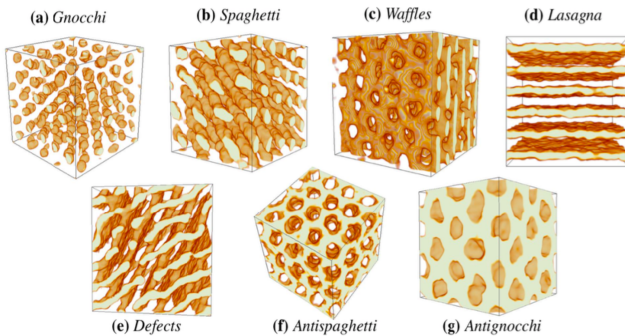 (a) Gnocchi
(b) Spaghetti
(c) Waffles
(d) Lasagna
(e) Defects
(f) Antispaghetti
(g) Antignocchi